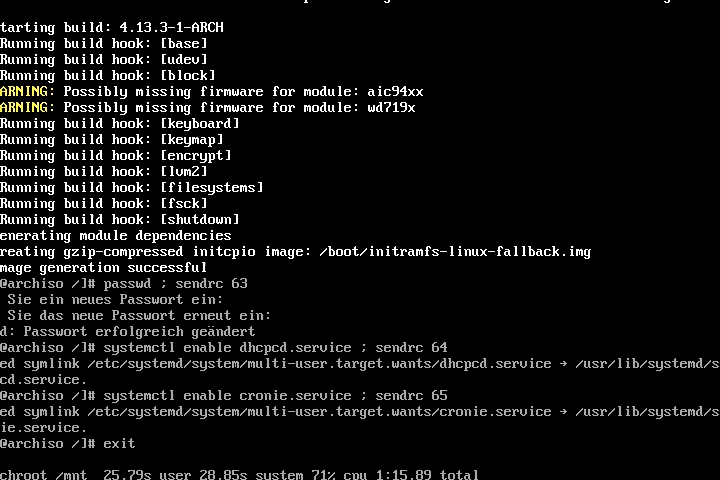 tarting build: 4.13.3-1-ARCH
Running build hook: [base]
Running build hook: [udev]
Running build hook: [block]
ARNING: Possibly missing firmware for module: aic94xx
ARNING: Possibly missing firmware for module: wd719x
Running build hook: [keyboard]
Running build hook: [keymap]
Running build hook: [encrypt]
Running build hook: [lvm2]
Running build hook: [filesystems]
Running build hook: [fsck]
Running build hook: [shutdown]
enerating module dependencies
reating gzip-compressed initcpio image: /boot/initramfs-linux-fallback.img
mage generation successful
@archiso /]# passwd ; sendrc 63
Sie ein neues Passwort ein:
Sie das neue Passwort erneut ein:
d: Passwort erfolgreich geändert
@archiso /]# systemctl enable dhcpcd.service ; sendrc 64
ed symlink /etc/systemd/system/multi-user.target.wants/dhcpcd.service → /usr/lib/systemd/s
cd.service.
@archiso /]# systemctl enable cronie.service ; sendrc 65
ed symlink /etc/systemd/system/multi-user.target.wants/cronie.service → /usr/lib/systemd/s
ie.service.
@archiso /]# exit
chroot /mnt  25.79s user 28.85s system 71% cpu 1:15.89 total